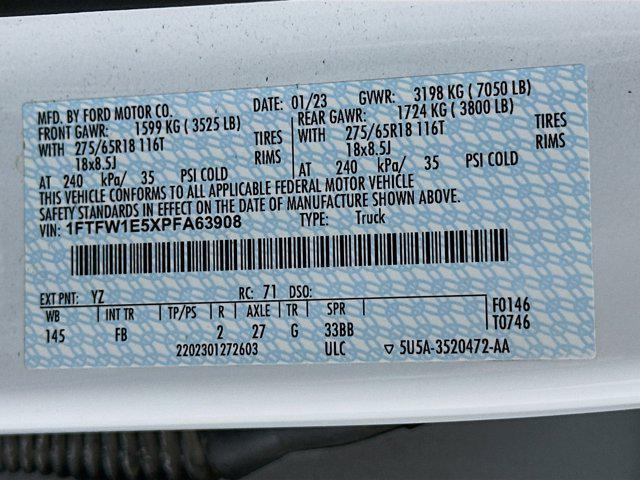 MFD. BY FORD MOTOR CO. DATE: 01/23 GVWR: 3198 KG ( 7050 LB)
FRONT GAWR: 1599 KG ( 3525 LB) REAR GAWR: 1724 KG ( 3800 LB)
WITH 275/65R18 116T TIRES WITH 275/65R18 116T TIRES
18x8.5J RIMS 18x8.5J RIMS
AT 240 kPa/ 35 PSI COLD AT 240 kPa/ 35 PSI COLD
THIS VEHICLE CONFORMS TO ALL APPLICABLE FEDERAL MOTOR VEHICLE
SAFETY STANDARDS IN EFFECT ON THE DATE OF MANUFACTURE SHOWN ABOVE.
VIN: 1FTFW1E5XPFA63908 TYPE: Truck
EXT PNT: YZ RC: 71 DSO: F0146
WB INT TR TP/PS R AXLE TR SPR T0746
145 FB 2 27 G 33BB
2202301272603 ULC ▽ 5U5A-3520472-AA